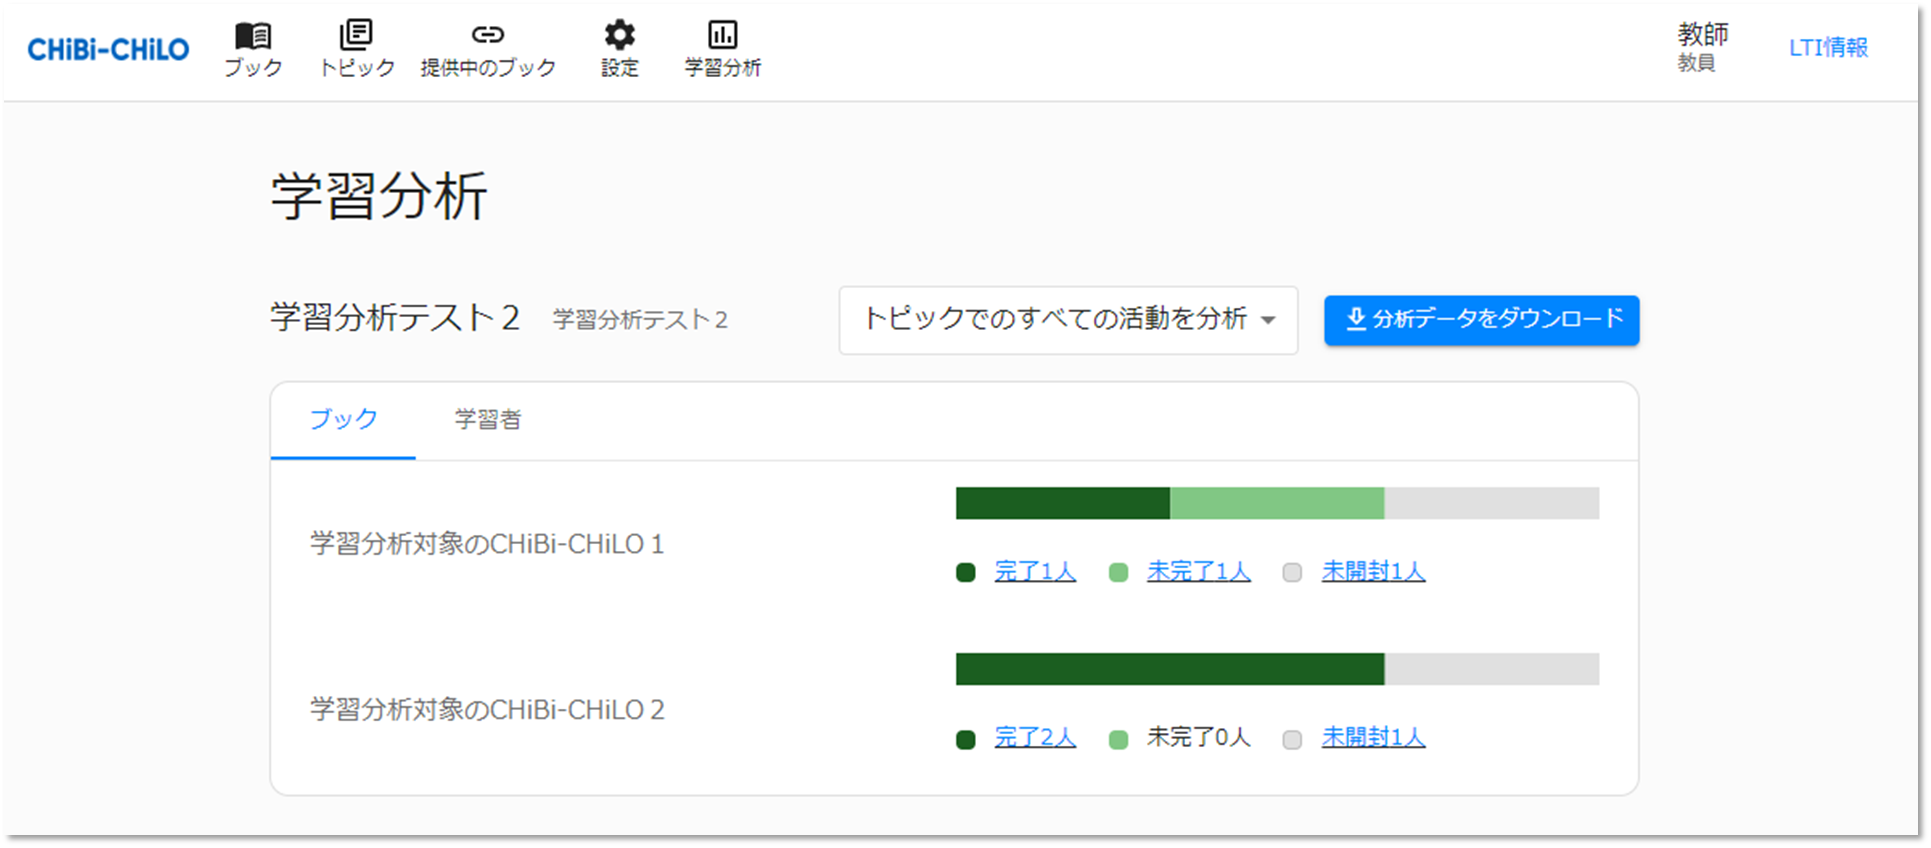 CHiBi-CHiLO
ブック
トピック
提供中のブック
設定
学習分析
教師
教員
LTI情報
学習分析
学習分析テスト２ 学習分析テスト２
トピックでのすべての活動を分析
分析データをダウンロード
ブック
学習者
学習分析対象のCHiBi-CHiLO１
完了1人 未完了1人 未開封1人
学習分析対象のCHiBi-CHiLO２
完了2人 未完了0人 未開封1人